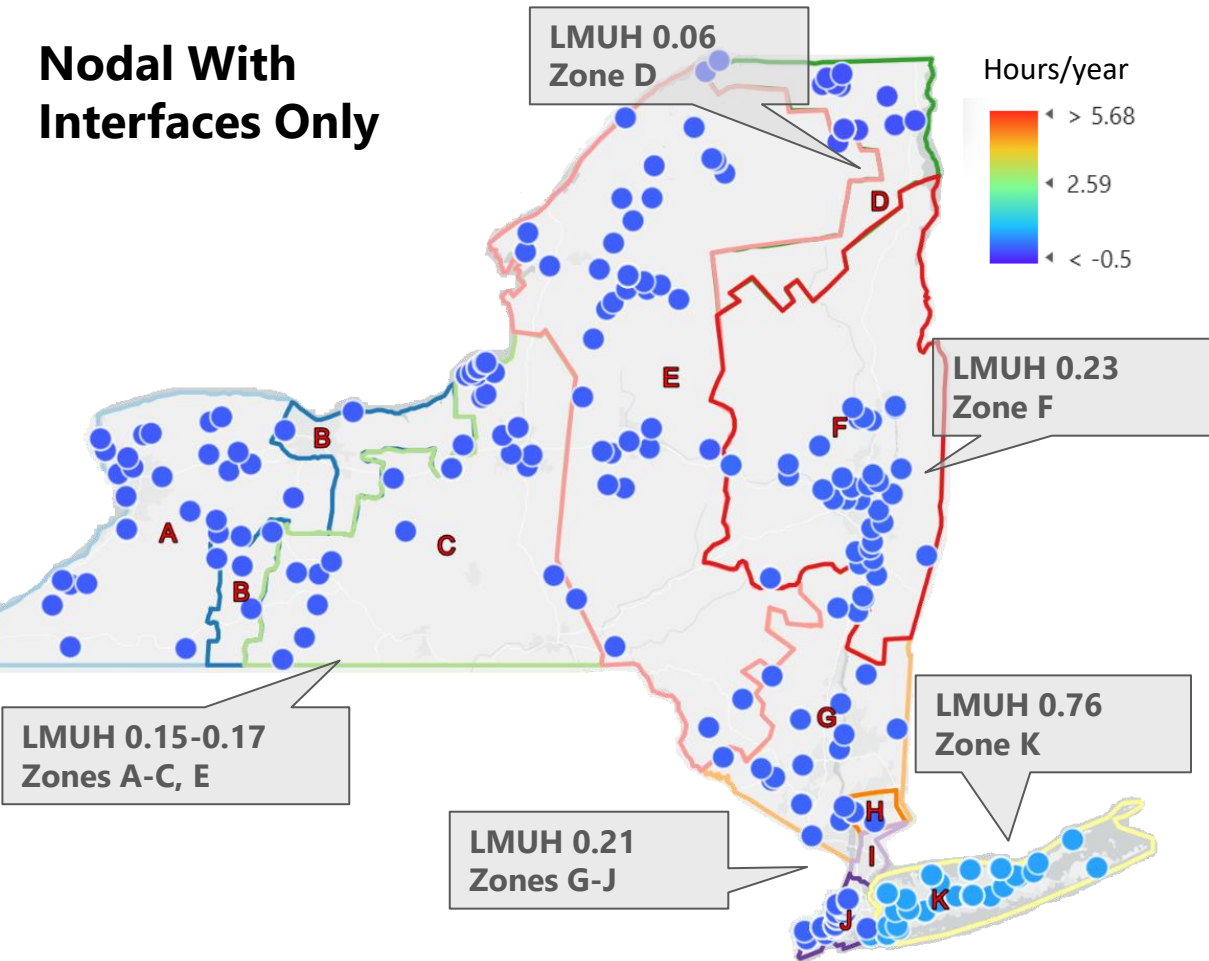 Nodal With
Interfaces Only
LMUH 0.06
Zone D
Hours/year
> 5.68
2.59
< -0.5
D
LMUH 0.23
Zone F
E
F
B
A
C
B
LMUH 0.15-0.17
Zones A-C, E
G
LMUH 0.76
Zone K
H
LMUH 0.21
Zones G-J
I
K
J